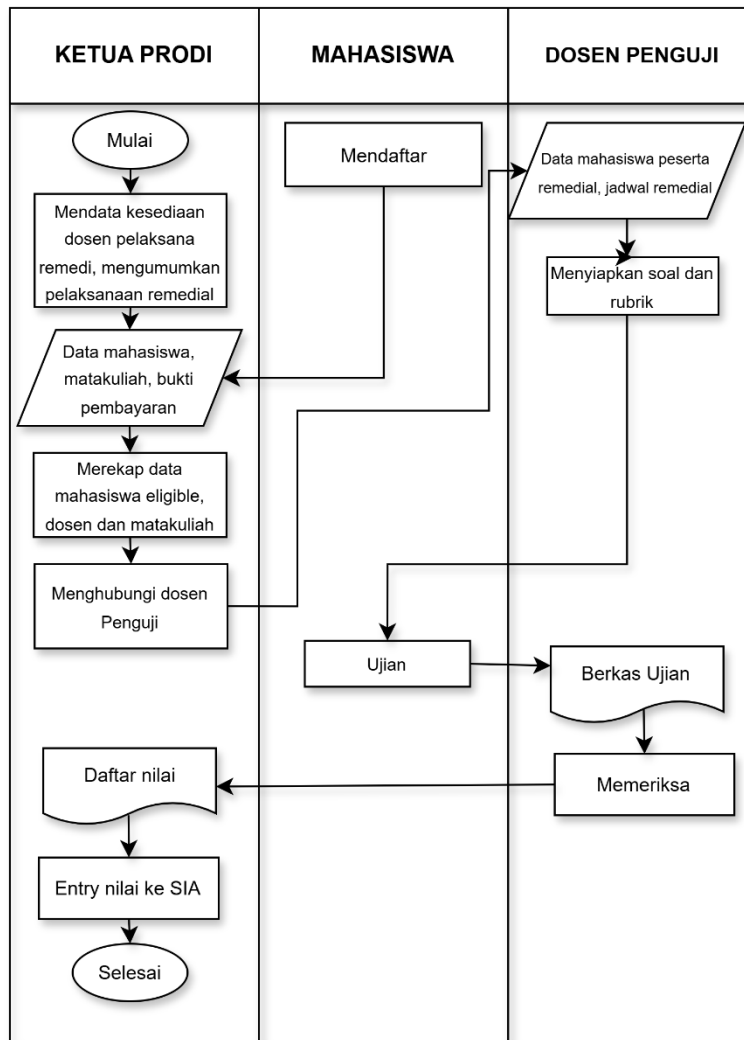 KETUA PRODI
MAHASISWA
DOSEN PENGUJI
Mulai
Mendata kesediaan
dosen pelaksana
remedi, mengumumkan
pelaksanaan remedial
Data mahasiswa,
matakuliah, bukti
pembayaran
Merekap data
mahasiswa eligible,
dosen dan matakuliah
Menghubungi dosen
Penguji
Mendaftar
Data mahasiswa peserta
remedial, jadwal remedial
Menyiapkan soal dan
rubrik
Ujian
Berkas Ujian
Memeriksa
Daftar nilai
Entry nilai ke SIA
Selesai